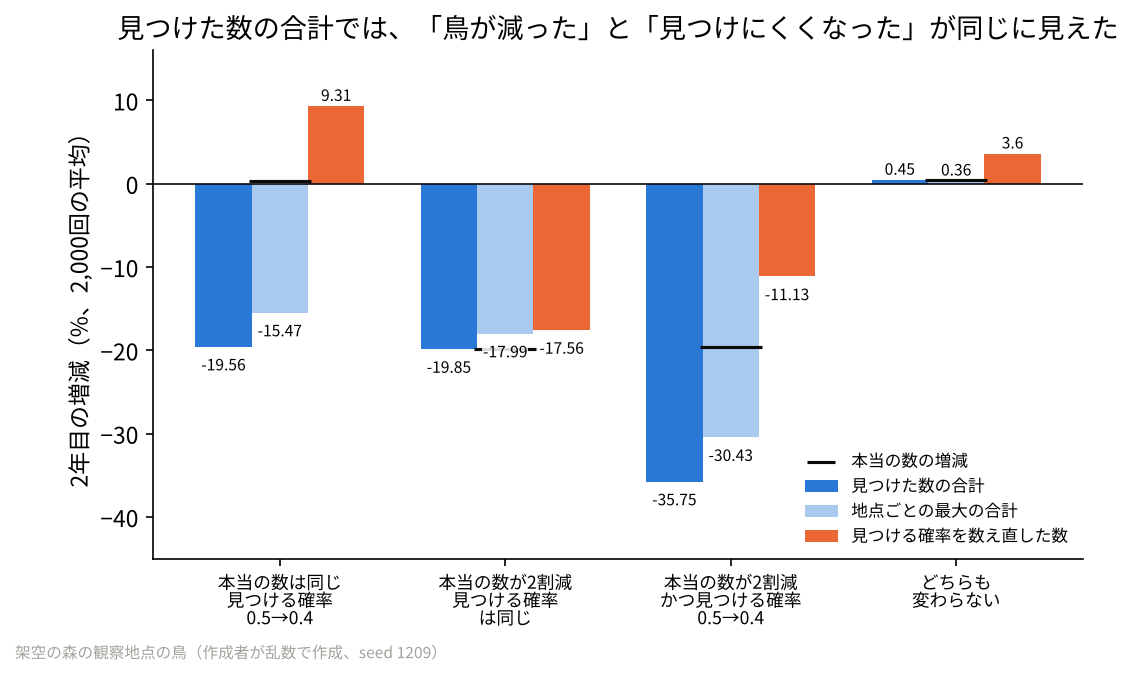 見つけた数の合計では、「鳥が減った」と「見つけにくくなった」が同じに見えた
2年目の増減（%、2,000回の平均）
10
0
−10
−20
−30
−40
-19.56
-15.47
9.31
-19.85
-17.99
-17.56
-35.75
-30.43
-11.13
0.45
0.36
3.6
本当の数の増減
見つけた数の合計
地点ごとの最大の合計
見つける確率を数え直した数
本当の数は同じ
見つける確率
0.5→0.4
本当の数が2割減
見つける確率
は同じ
本当の数が2割減
かつ見つける確率
0.5→0.4
どちらも
変わらない
架空の森の観察地点の鳥（作成者が乱数で作成、seed 1209）